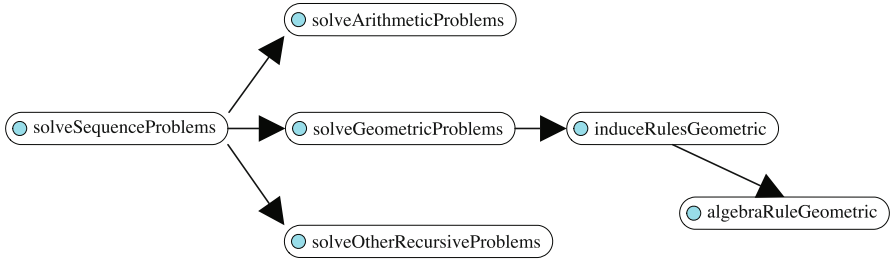 solveArithmeticProblems
solveSequenceProblems
solveGeometricProblems
induceRulesGeometric
algebraRuleGeometric
solveOtherRecursiveProblems